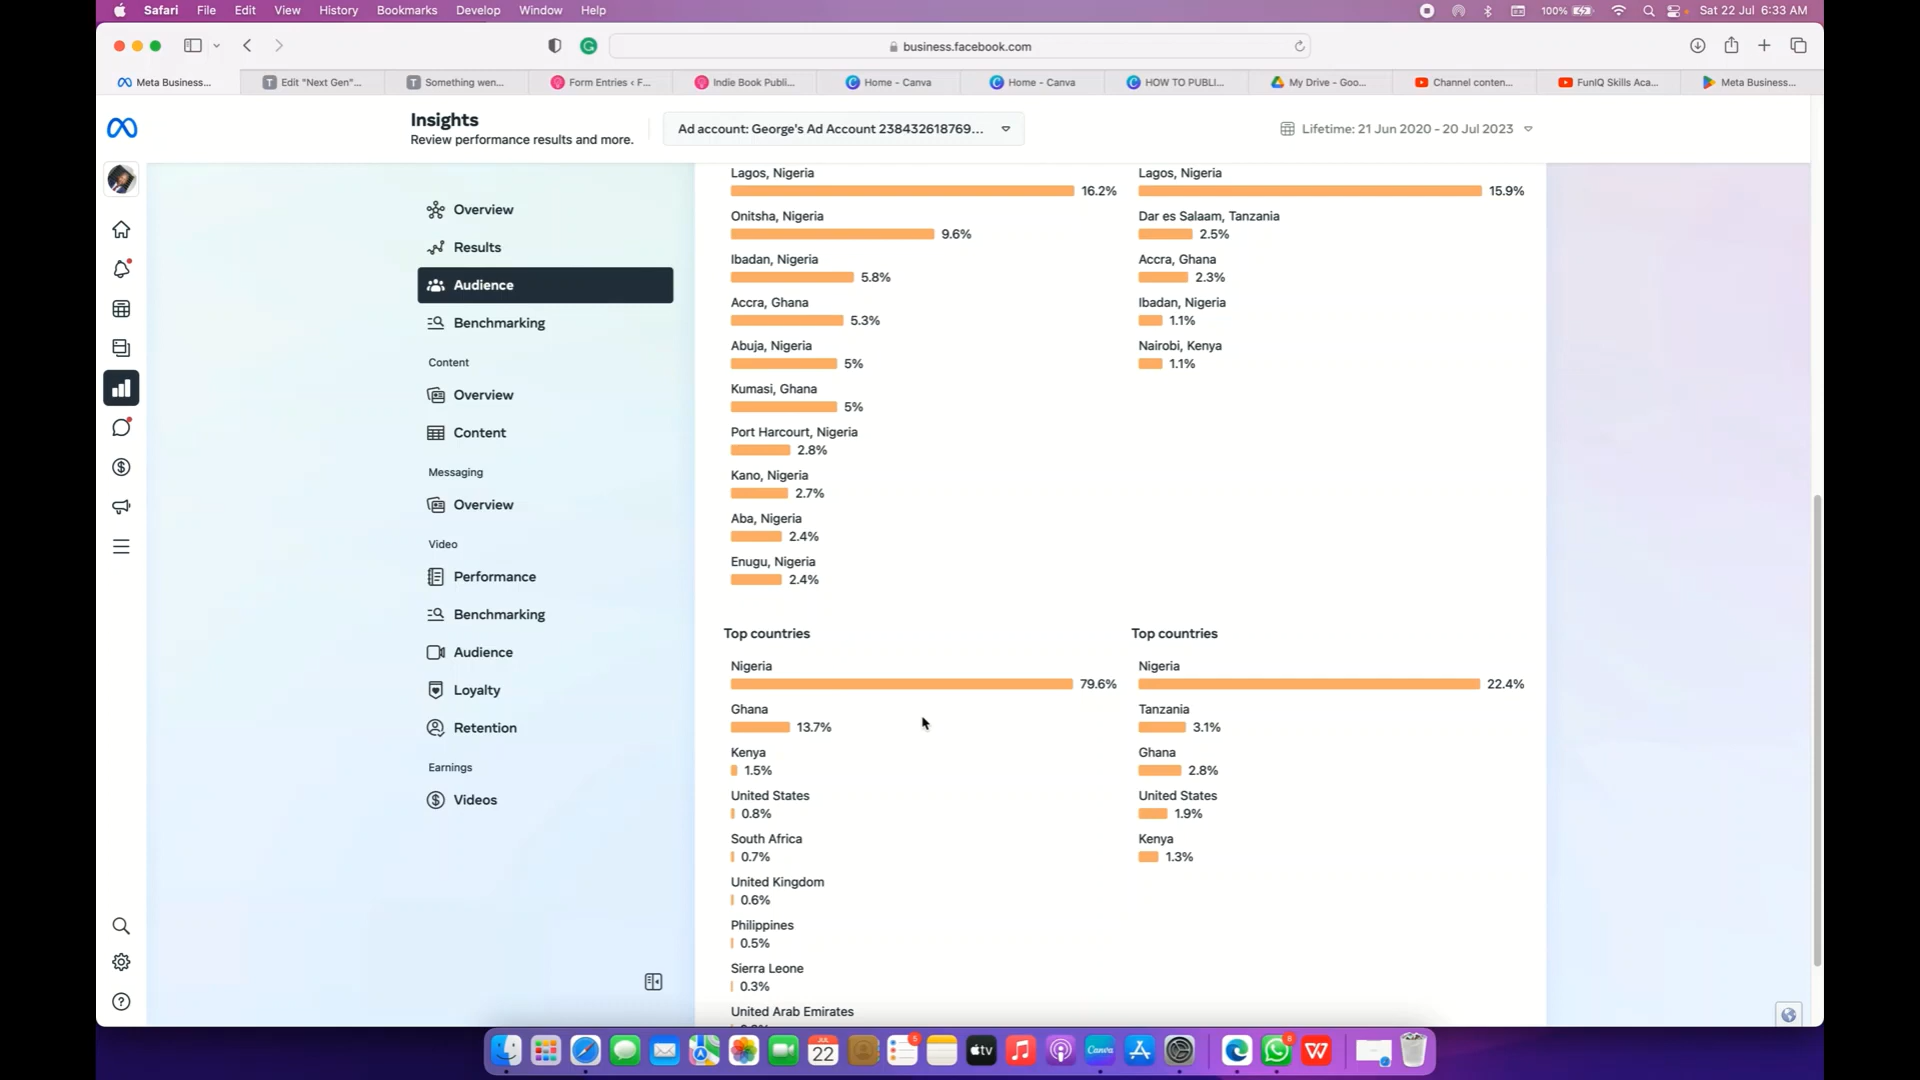 Safari File Edit View History Bookmarks Develop Window Help 100% Sat 22 Jul 6:33 AM
business.facebook.com
Meta Business... Edit "Next Gen"... Something wen... Form Entries ‹ F... Indie Book Publi... Home - Canva Home - Canva HOW TO PUBLI... My Drive - Goo... Channel conten... FunIQ Skills Aca... Meta Business...
Insights
Review performance results and more.
Ad account: George's Ad Account 238432618769...
Lifetime: 21 Jun 2020 - 20 Jul 2023
Overview
Results
Audience
Benchmarking
Content
Overview
Content
Messaging
Overview
Video
Performance
Benchmarking
Audience
Loyalty
Retention
Earnings
Videos
Lagos, Nigeria
16.2%
Onitsha, Nigeria
9.6%
Ibadan, Nigeria
5.8%
Accra, Ghana
5.3%
Abuja, Nigeria
5%
Kumasi, Ghana
5%
Port Harcourt, Nigeria
2.8%
Kano, Nigeria
2.7%
Aba, Nigeria
2.4%
Enugu, Nigeria
2.4%
Lagos, Nigeria
15.9%
Dar es Salaam, Tanzania
2.5%
Accra, Ghana
2.3%
Ibadan, Nigeria
1.1%
Nairobi, Kenya
1.1%
Top countries
Nigeria
79.6%
Ghana
13.7%
Kenya
1.5%
United States
0.8%
South Africa
0.7%
United Kingdom
0.6%
Philippines
0.5%
Sierra Leone
0.3%
United Arab Emirates
Top countries
Nigeria
22.4%
Tanzania
3.1%
Ghana
2.8%
United States
1.9%
Kenya
1.3%
JUL
22
5
tv
Canva
8